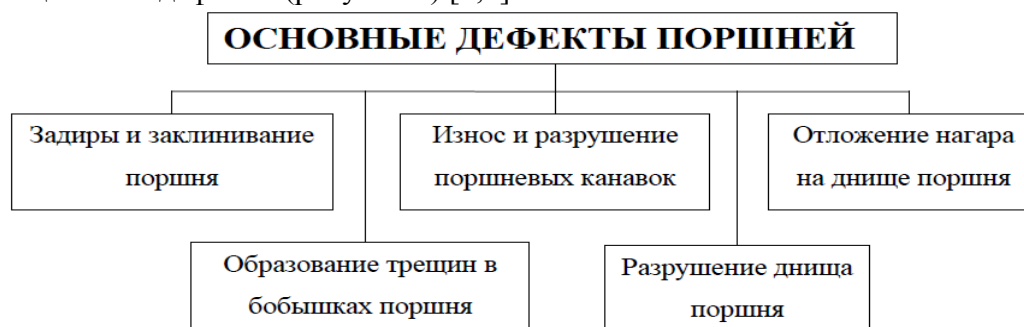 ОСНОВНЫЕ ДЕФЕКТЫ ПОРШНЕЙ
Задиры и заклинивание
поршня
Износ и разрушение
поршневых канавок
Отложение нагара
на днище поршня
Образование трещин в
бобышках поршня
Разрушение днища
поршня